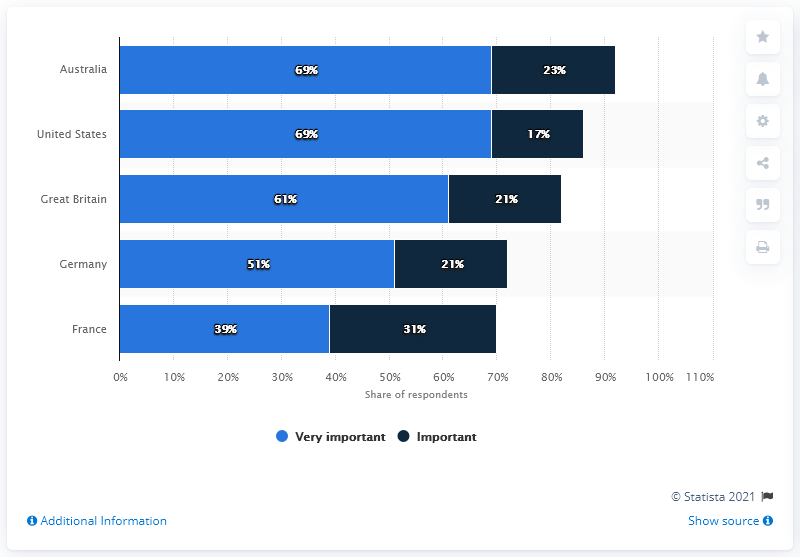 Australia 69% 23%
United States 69% 17%
Great Britain 61% 21%
Germany 51% 21%
France 39% 31%
0% 10% 20% 30% 40% 50% 60% 70% 80% 90% 100% 110%
Share of respondents
Very important Important
© Statista 2021
Additional Information Show source